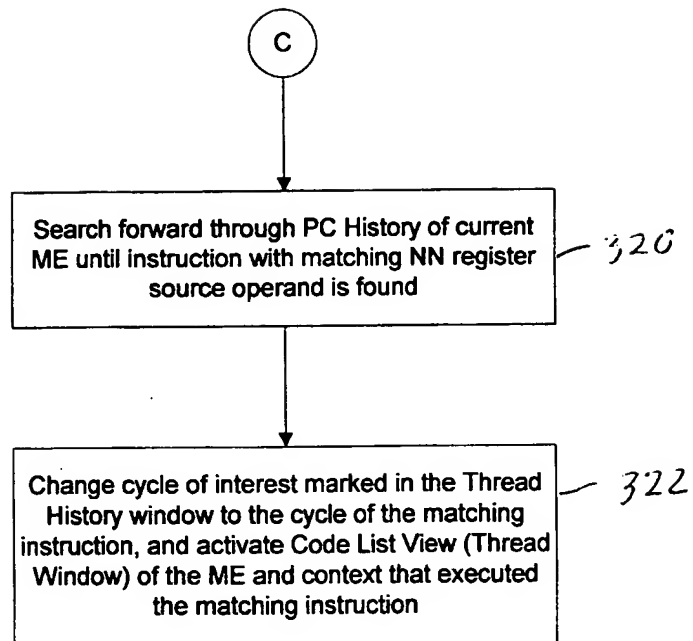 C
Search forward through PC History of current
ME until instruction with matching NN register
source operand is found
320
Change cycle of interest marked in the Thread
History window to the cycle of the matching
instruction, and activate Code List View (Thread
Window) of the ME and context that executed
the matching instruction
322